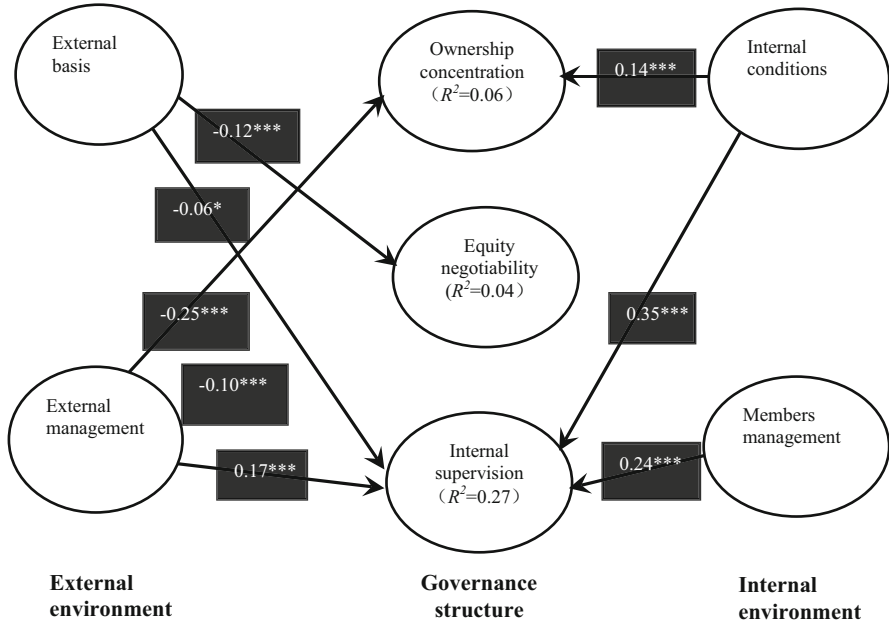 External
basis
Ownership
concentration
（R²=0.06）
Internal
conditions
0.14***
-0.12***
-0.06*
Equity
negotiability
(R²=0.04）
-0.25***
0.35***
-0.10***
External
management
Members
management
Internal
supervision
（R²=0.27）
0.17***
0.24***
External
environment
Governance
structure
Internal
environment